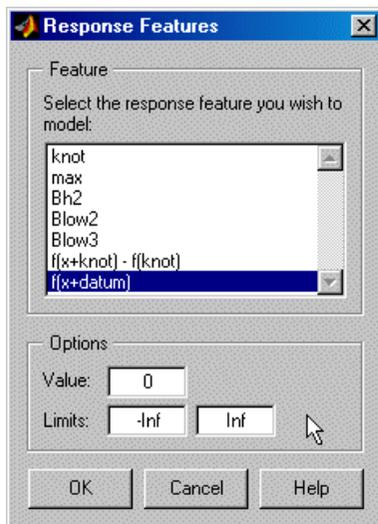 Response Features
Feature
Select the response feature you wish to
model:
knot
max
Bh2
Blow2
Blow3
f(x+knot) - f(knot)
f(x+datum)
Options
Value: 0
Limits: -Inf Inf
OK Cancel Help